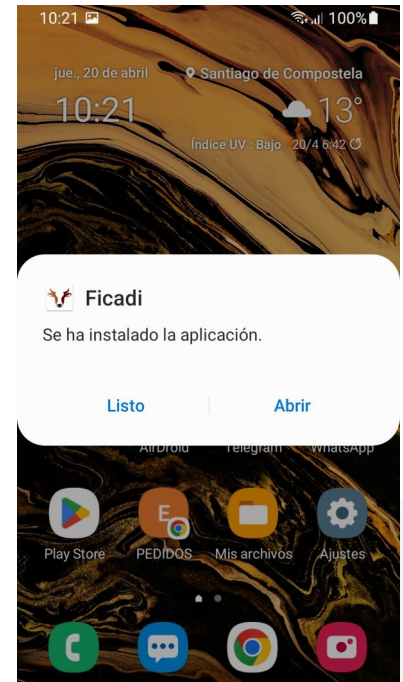 10:21 100%
jue., 20 de abril Santiago de Compostela
10:21 13°
Índice UV : Bajo 20/4 6:42
Ficadi
Se ha instalado la aplicación.
Listo Abrir
AirDroid Telegram WhatsApp
E
Play Store PEDIDOS Mis archivos Ajustes